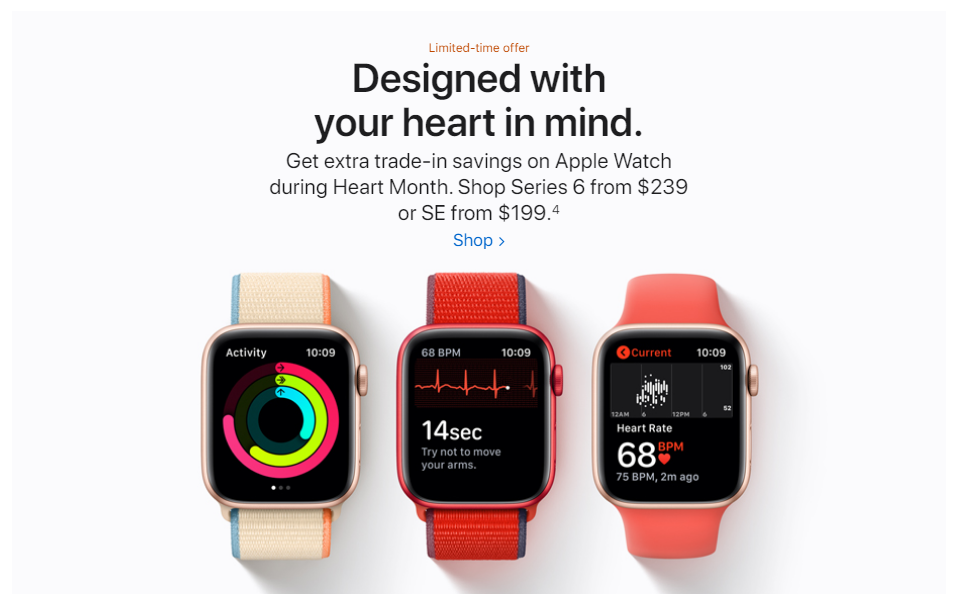 Limited-time offer
Designed with
your heart in mind.
Get extra trade-in savings on Apple Watch
during Heart Month. Shop Series 6 from $239
or SE from $199.4
Shop >
Activity 10:09
68 BPM 10:09
14sec
Try not to move
your arms.
Current 10:09
102
52
12AM 6 12PM 6
Heart Rate
68 BPM
75 BPM, 2m ago